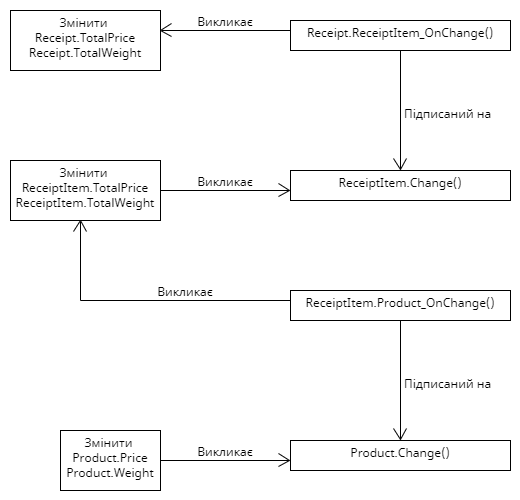 Змінити
Receipt.TotalPrice
Receipt.TotalWeight
Викликає
Receipt.ReceiptItem_OnChange()
Підписаний на
Змінити
ReceiptItem.TotalPrice
ReceiptItem.TotalWeight
Викликає
ReceiptItem.Change()
Викликає
ReceiptItem.Product_OnChange()
Підписаний на
Змінити
Product.Price
Product.Weight
Викликає
Product.Change()